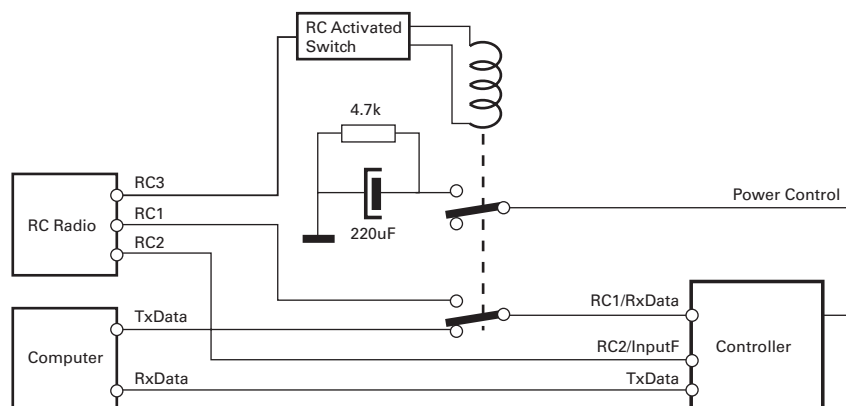 RC Activated
Switch
4.7k
RC3
RC Radio
RC1
RC2
220uF
Power Control
TxData
RC1/RxData
Computer
RC2/InputF
Controller
RxData
TxData